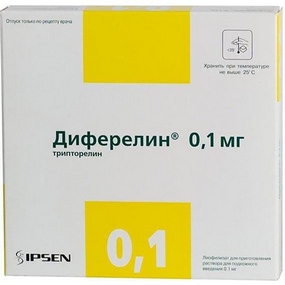 Отпуск только по рецепту врача
<25°
Хранить при температуре
не выше 25°С
Диферелин® 0,1 мг
трипторелин
IPSEN
0,1
Лиофилизат для приготовления
раствора для подкожного
введения 0,1 мг